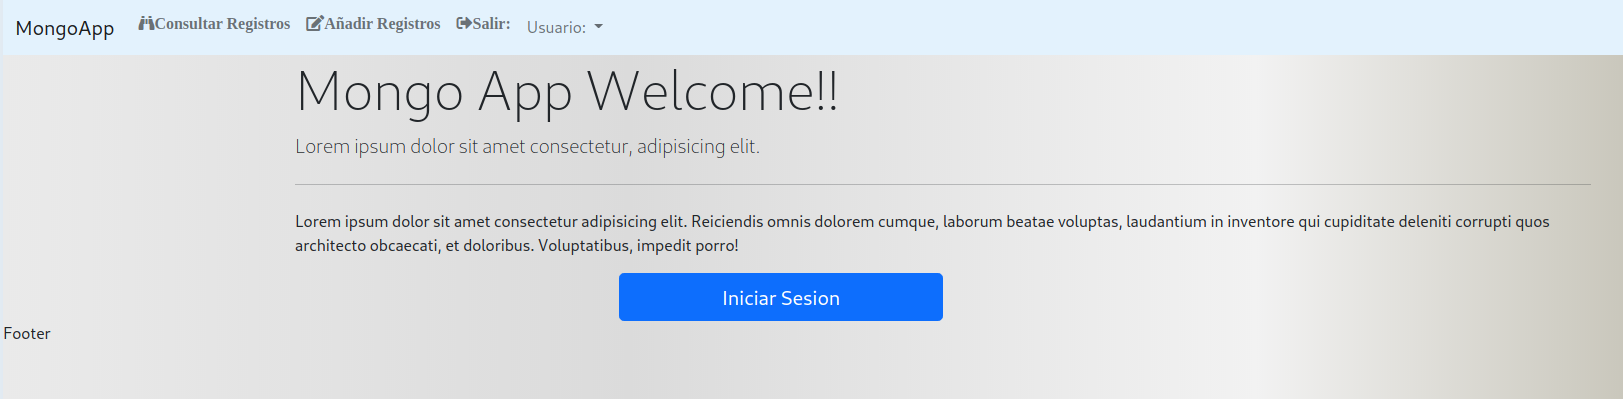 MongoApp
Consultar Registros
Añadir Registros
Salir:
Usuario:
Mongo App Welcome!!
Lorem ipsum dolor sit amet consectetur, adipisicing elit.
Lorem ipsum dolor sit amet consectetur adipisicing elit. Reiciendis omnis dolorem cumque, laborum beatae voluptas, laudantium in inventore qui cupiditate deleniti corrupti quos
architecto obcaecati, et doloribus. Voluptatibus, impedit porro!
Iniciar Sesion
Footer